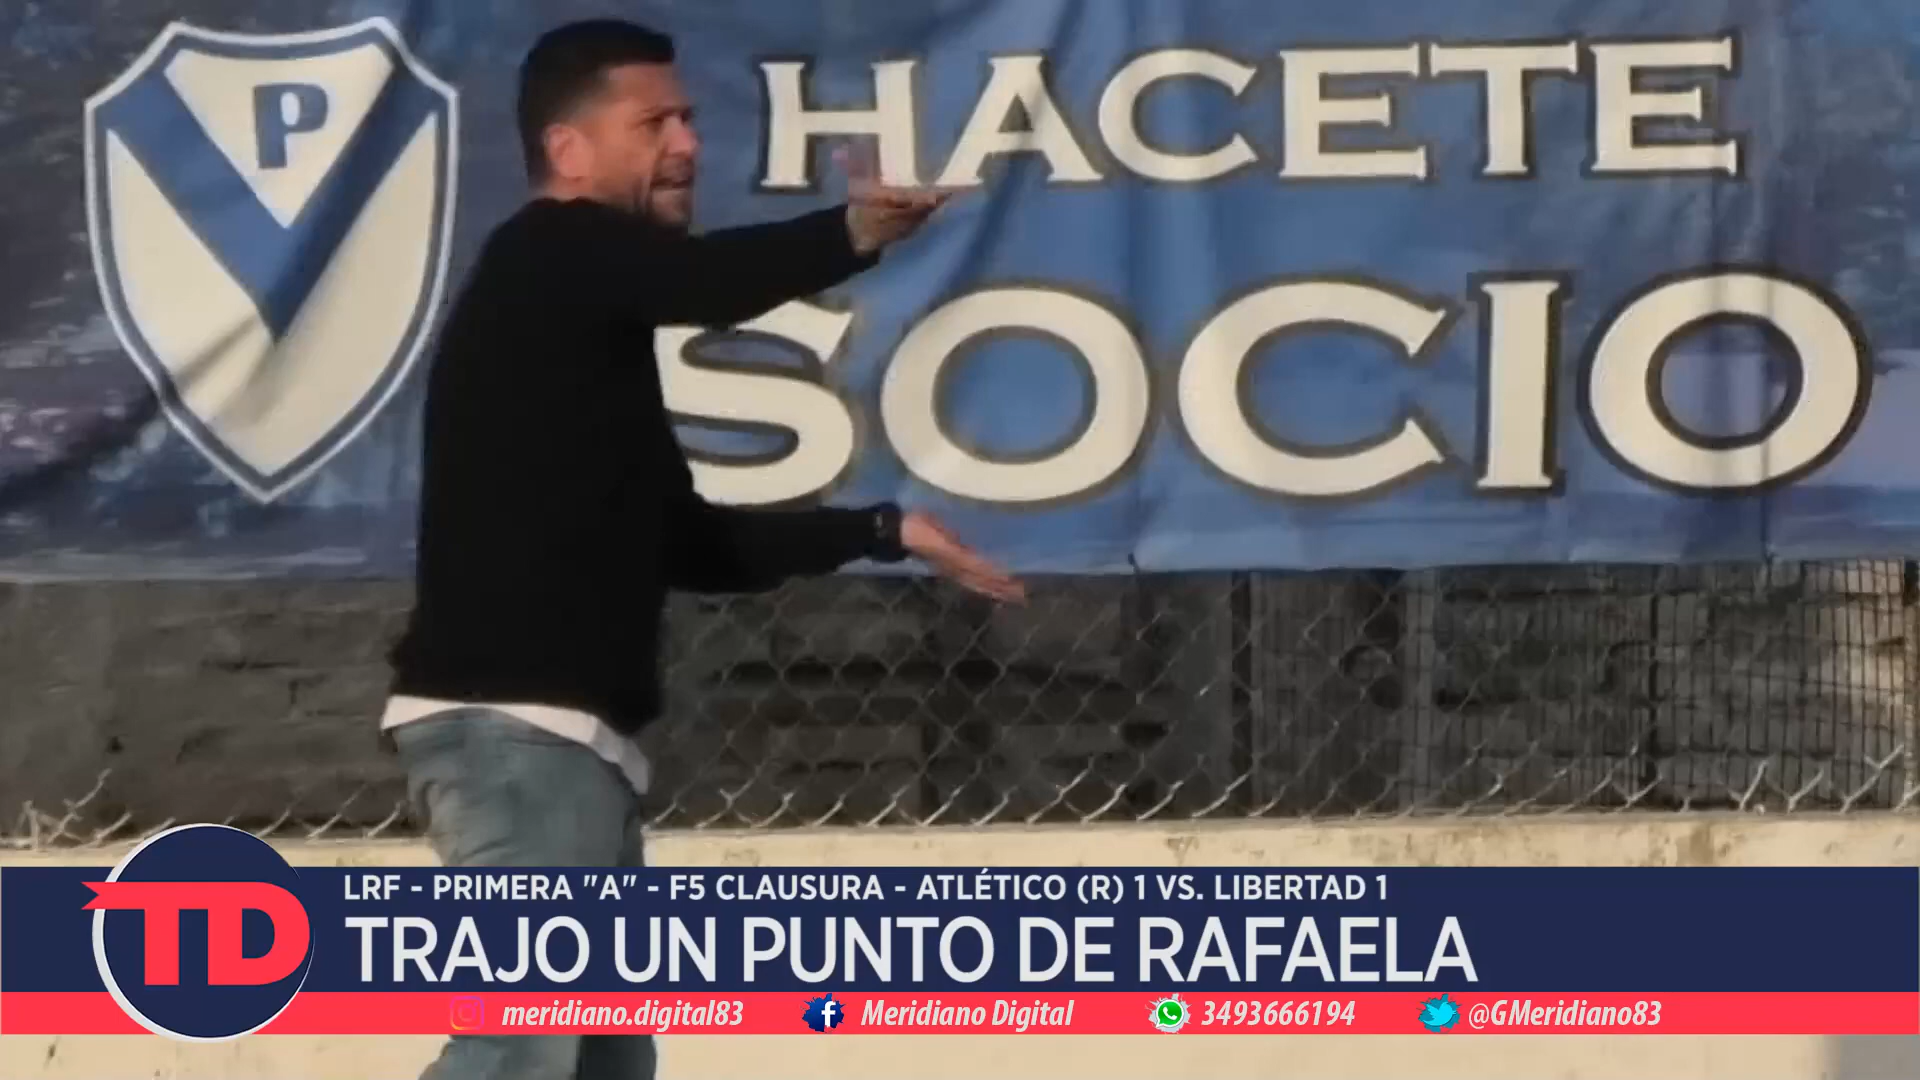 P
HACETE
SOCIO
LRF - PRIMERA "A" - F5 CLAUSURA - ATLÉTICO (R) 1 VS. LIBERTAD 1
TRAJO UN PUNTO DE RAFAELA
TD
meridiano.digital83
Meridiano Digital
3493666194
@GMeridiano83